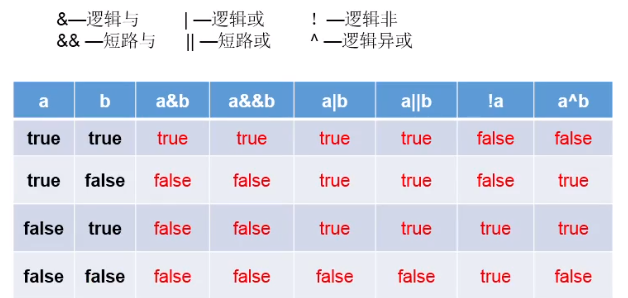 &—逻辑与 | —逻辑或 ! —逻辑非
&& —短路与 || —短路或 ^ —逻辑异或
a b a&b a&&b a|b a||b !a a^b
true true true true true true false false
true false false false true true false true
false true false false true true true true
false false false false false false true false